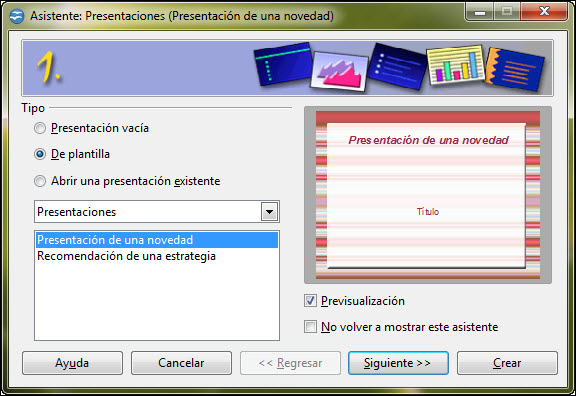 Asistente: Presentaciones (Presentación de una novedad)
1.
Tipo
Presentación vacía
De plantilla
Abrir una presentación existente
Presentaciones
Presentación de una novedad
Recomendación de una estrategia
Presentación de una novedad
Título
Previsualización
No volver a mostrar este asistente
Ayuda
Cancelar
<< Regresar
Siguiente >>
Crear